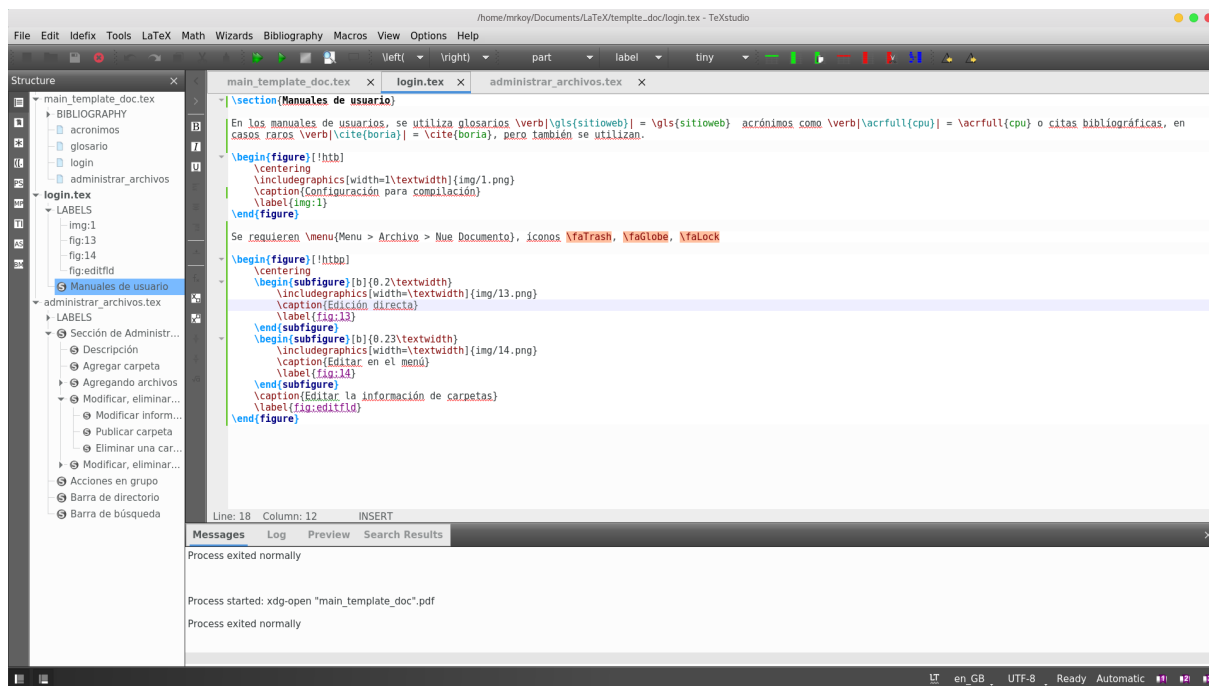 /home/mrkoy/Documents/LaTeX/templte_doc/login.tex - TeXstudio
File Edit Idefix Tools LaTeX Math Wizards Bibliography Macros View Options Help
\left( \right) part label tiny
Structure
main_template_doc.tex
BIBLIOGRAPHY
acronimos
glosario
login
administrar_archivos
login.tex
LABELS
img:1
fig:13
fig:14
fig:editfld
Manuales de usuario
administrar_archivos.tex
LABELS
Sección de Administr...
Descripción
Agregar carpeta
Agregando archivos
Modificar, eliminar...
Modificar inform...
Publicar carpeta
Eliminar una car...
Modificar, eliminar...
Acciones en grupo
Barra de directorio
Barra de búsqueda
main_template_doc.tex login.tex administrar_archivos.tex
\section{Manuales de usuario}
En los manuales de usuarios, se utiliza glosarios \verb|\gls{sitioweb}| = \gls{sitioweb} acrónimos como \verb|\acrfull{cpu}| = \acrfull{cpu} o citas bibliográficas, en
casos raros \verb|\cite{boria}| = \cite{boria}, pero también se utilizan.
\begin{figure}[!htb]
\centering
\includegraphics[width=1\textwidth]{img/1.png}
\caption{Configuración para compilación}
\label{img:1}
\end{figure}
Se requieren \menu{Menu > Archivo > Nue Documento}, íconos \faTrash, \faGlobe, \faLock
\begin{figure}[!htbp]
\centering
\begin{subfigure}[b]{0.2\textwidth}
\includegraphics[width=\textwidth]{img/13.png}
\caption{Edición directa}
\label{fig:13}
\end{subfigure}
\begin{subfigure}[b]{0.23\textwidth}
\includegraphics[width=\textwidth]{img/14.png}
\caption{Editar en el menú}
\label{fig:14}
\end{subfigure}
\caption{Editar la información de carpetas}
\label{fig:editfld}
\end{figure}
Line: 18 Column: 12 INSERT
Messages Log Preview Search Results
Process exited normally
Process started: xdg-open "main_template_doc".pdf
Process exited normally
LT en_GB UTF-8 Ready Automatic